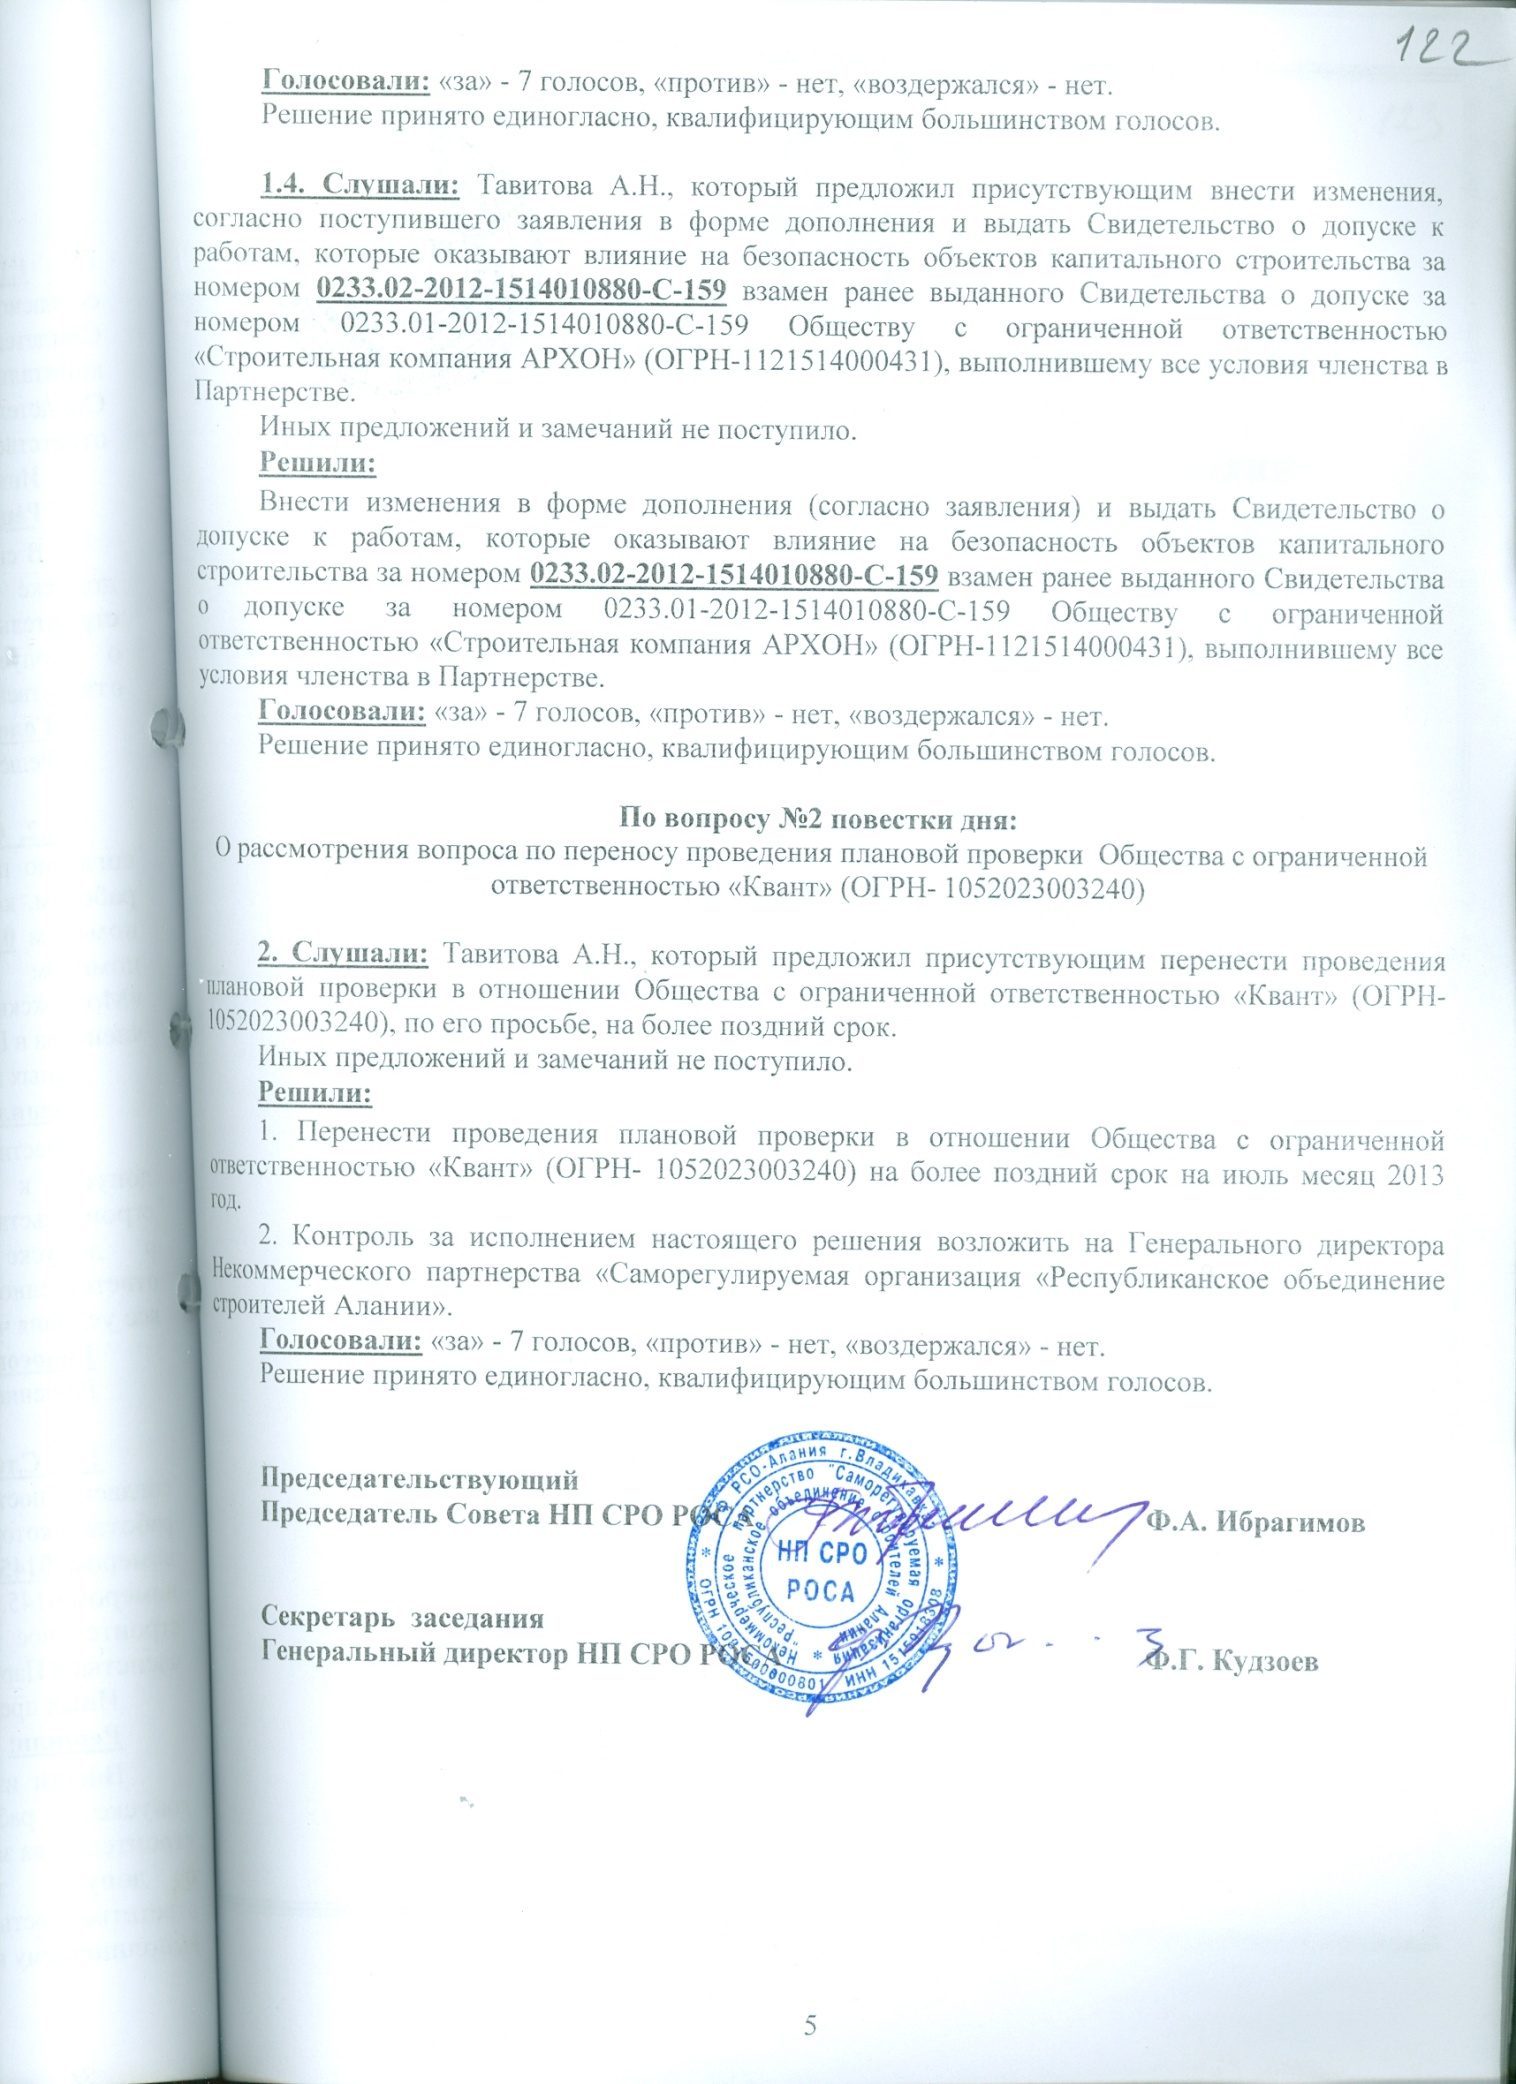 122
Голосовали: «за» - 7 голосов, «против» - нет, «воздержался» - нет.
Решение принято единогласно, квалифицирующим большинством голосов.
1.4. Слушали: Тавитова А.Н., который предложил присутствующим внести изменения,
согласно поступившего заявления в форме дополнения и выдать Свидетельство о допуске к
работам, которые оказывают влияние на безопасность объектов капитального строительства за
номером 0233.02-2012-1514010880-С-159 взамен ранее выданного Свидетельства о допуске за
номером 0233.01-2012-1514010880-С-159 Обществу с ограниченной ответственностью
«Строительная компания АРХОН» (ОГРН-1121514000431), выполнившему все условия членства в
Партнерстве.
Иных предложений и замечаний не поступило.
Решили:
Внести изменения в форме дополнения (согласно заявления) и выдать Свидетельство о
допуске к работам, которые оказывают влияние на безопасность объектов капитального
строительства за номером 0233.02-2012-1514010880-С-159 взамен ранее выданного Свидетельства
о допуске за номером 0233.01-2012-1514010880-С-159 Обществу с ограниченной
ответственностью «Строительная компания АРХОН» (ОГРН-1121514000431), выполнившему все
условия членства в Партнерстве.
Голосовали: «за» - 7 голосов, «против» - нет, «воздержался» - нет.
Решение принято единогласно, квалифицирующим большинством голосов.
По вопросу №2 повестки дня:
О рассмотрения вопроса по переносу проведения плановой проверки Общества с ограниченной
ответственностью «Квант» (ОГРН- 1052023003240)
2. Слушали: Тавитова А.Н., который предложил присутствующим перенести проведения
плановой проверки в отношении Общества с ограниченной ответственностью «Квант» (ОГРН-
1052023003240), по его просьбе, на более поздний срок.
Иных предложений и замечаний не поступило.
Решили:
1. Перенести проведения плановой проверки в отношении Общества с ограниченной
ответственностью «Квант» (ОГРН- 1052023003240) на более поздний срок на июль месяц 2013
год.
2. Контроль за исполнением настоящего решения возложить на Генерального директора
Некоммерческого партнерства «Саморегулируемая организация «Республиканское объединение
строителей Алании».
Голосовали: «за» - 7 голосов, «против» - нет, «воздержался» - нет.
Решение принято единогласно, квалифицирующим большинством голосов.
Председательствующий
Председатель Совета НП СРО РОСА Ф.А. Ибрагимов
РСО-Алания г.Владикавказ
Некоммерческое партнерство "Саморегулируемая организация
"республиканское объединение строителей Алании
НП СРО
РОСА
ИНН 1515918308
Секретарь заседания
Генеральный директор НП СРО РОСА Ф.Г. Кудзоев
5